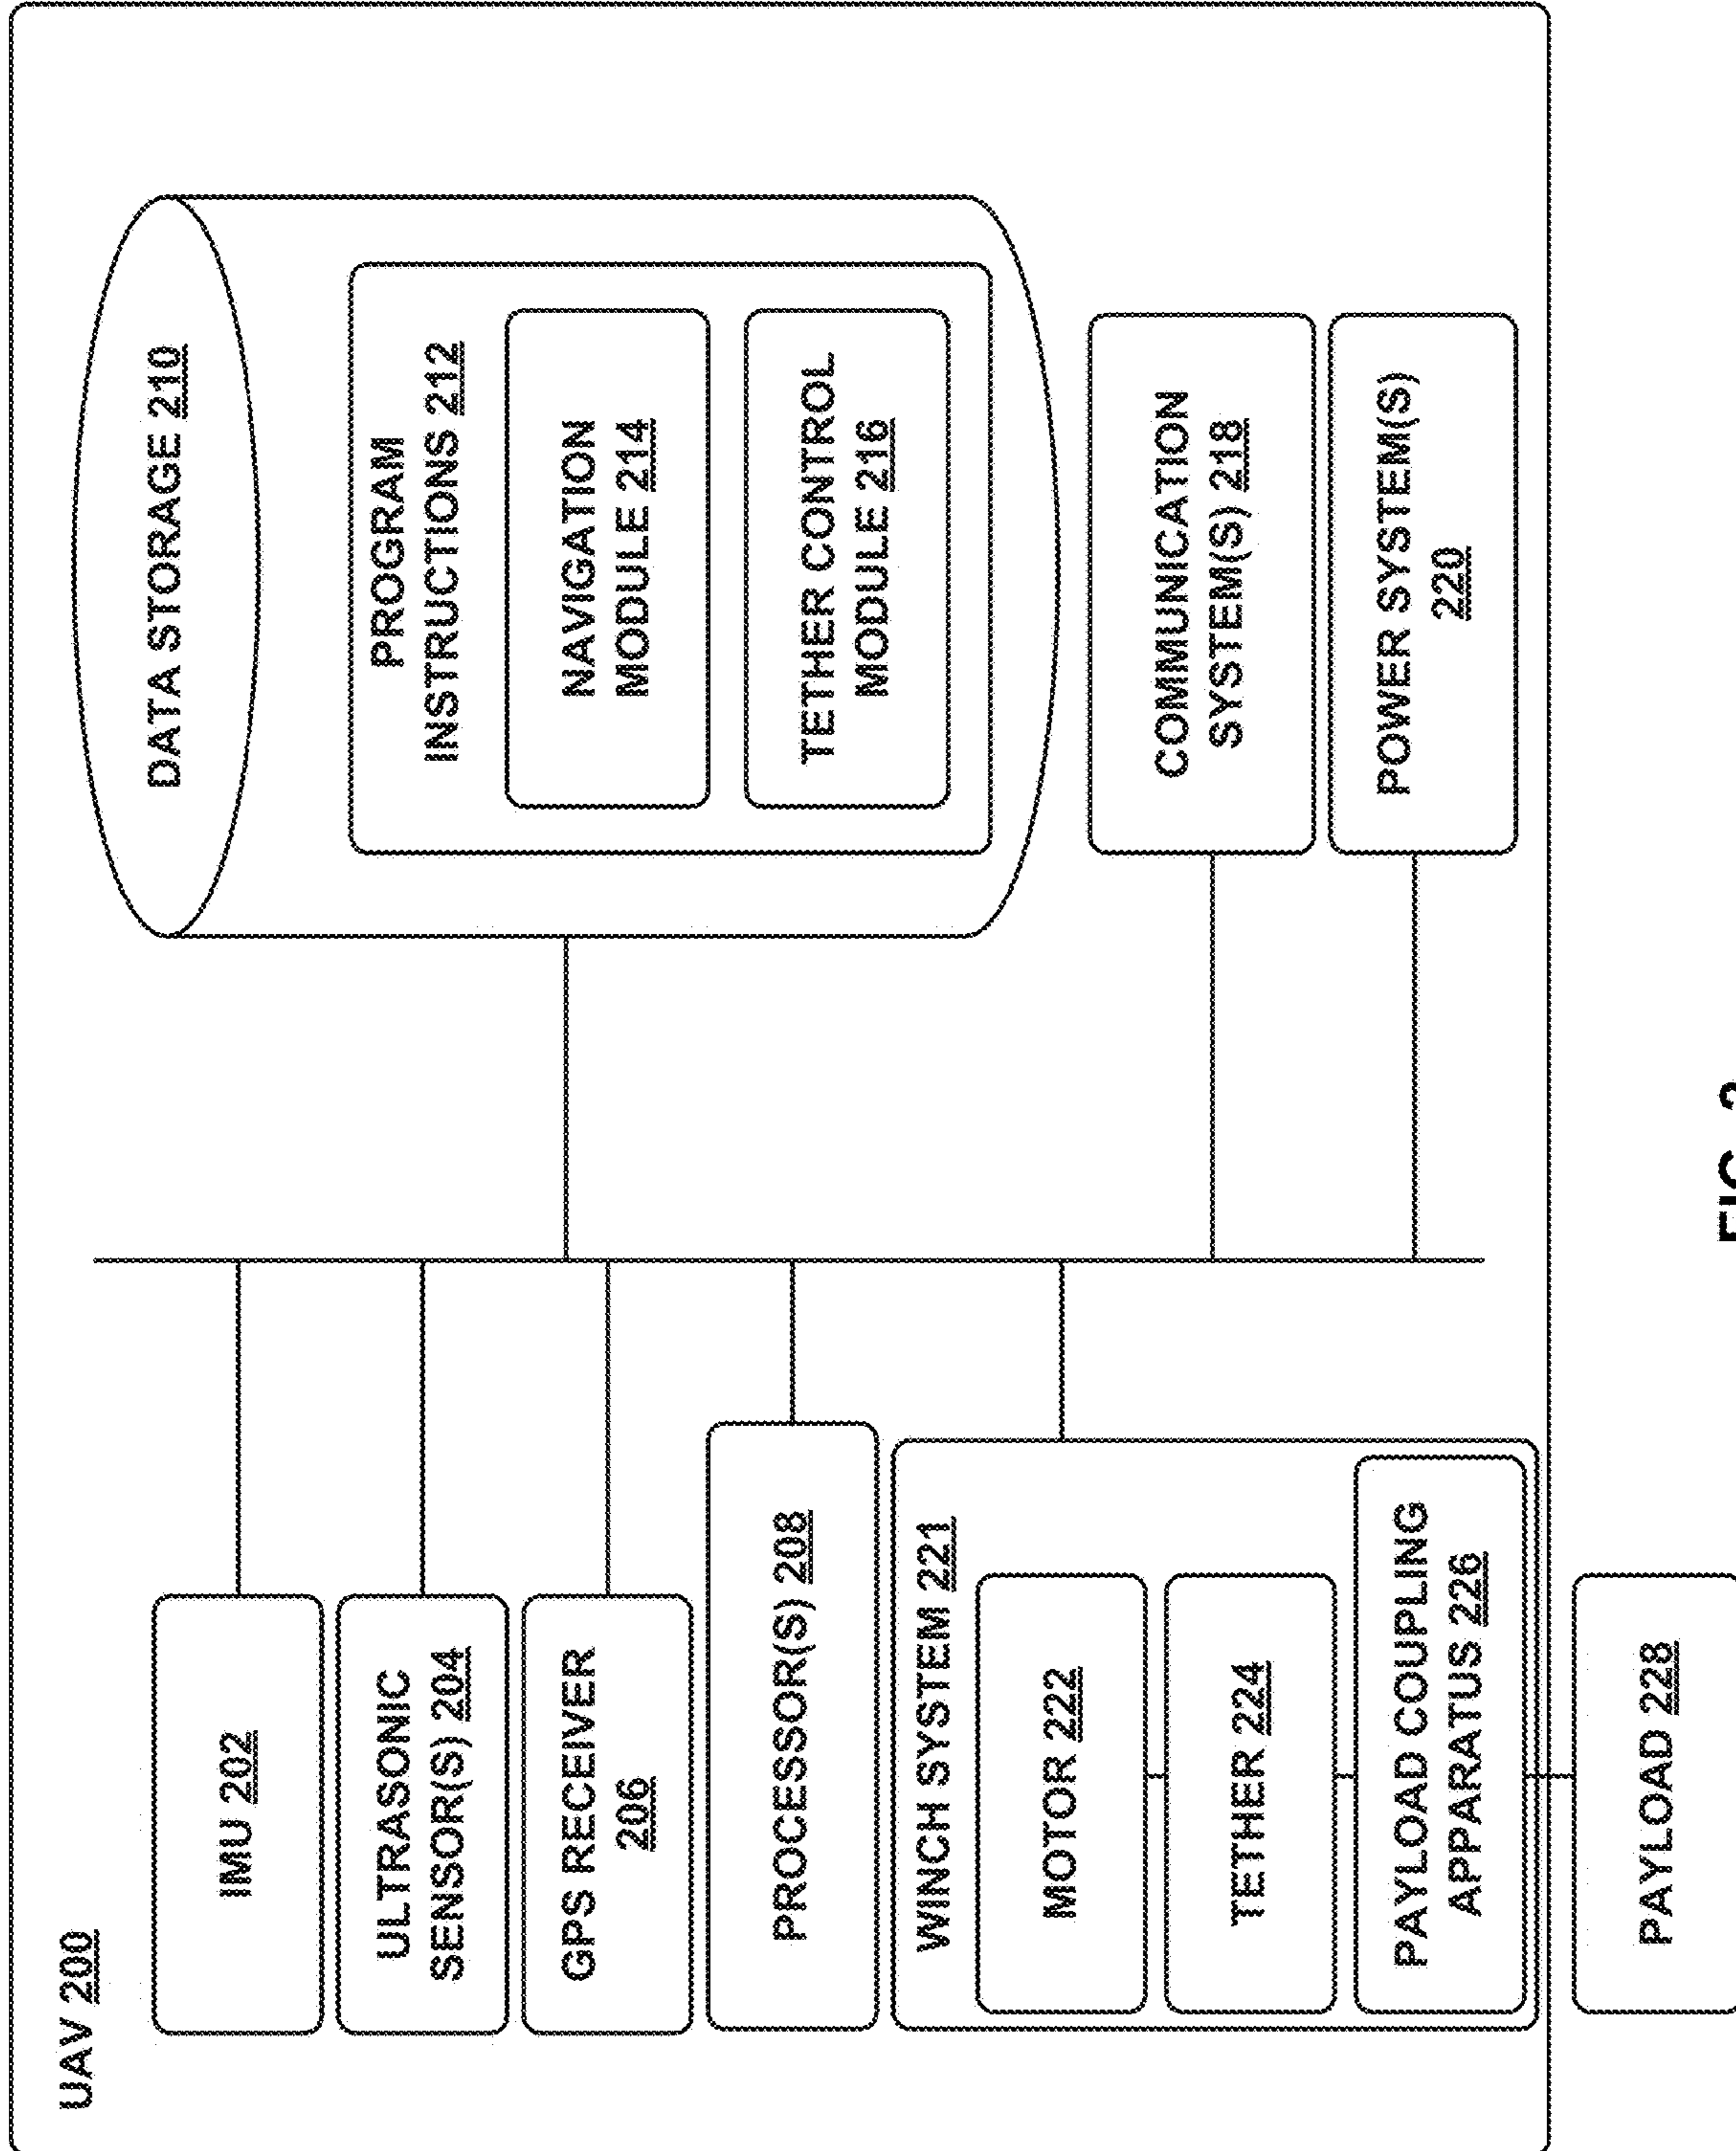 UAV 200
IMU 202
ULTRASONIC
SENSOR(S) 204
GPS RECEIVER
206
PROCESSOR(S) 208
WINCH SYSTEM 221
MOTOR 222
TETHER 224
PAYLOAD COUPLING
APPARATUS 226
PAYLOAD 228
DATA STORAGE 210
PROGRAM
INSTRUCTIONS 212
NAVIGATION
MODULE 214
TETHER CONTROL
MODULE 216
COMMUNICATION
SYSTEM(S) 218
POWER SYSTEM(S)
220
FIG. 2